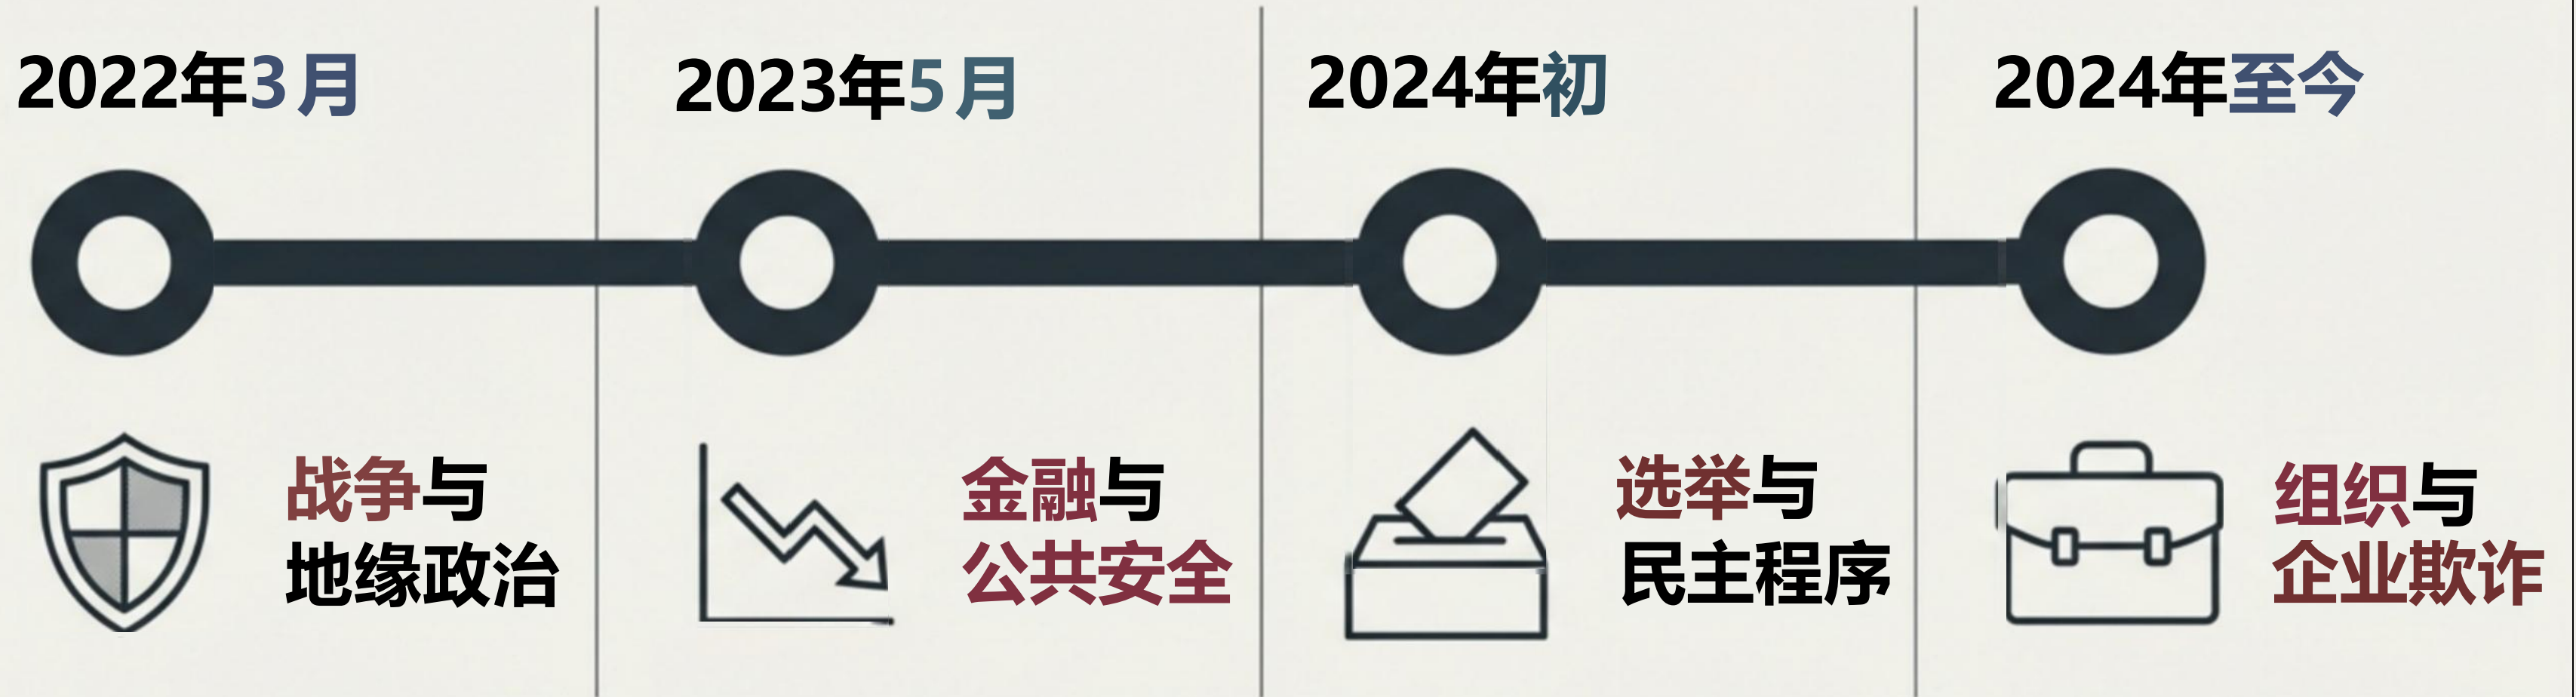 2022年3月
2023年5月
2024年初
2024年至今
战争与
地缘政治
金融与
公共安全
选举与
民主程序
组织与
企业欺诈